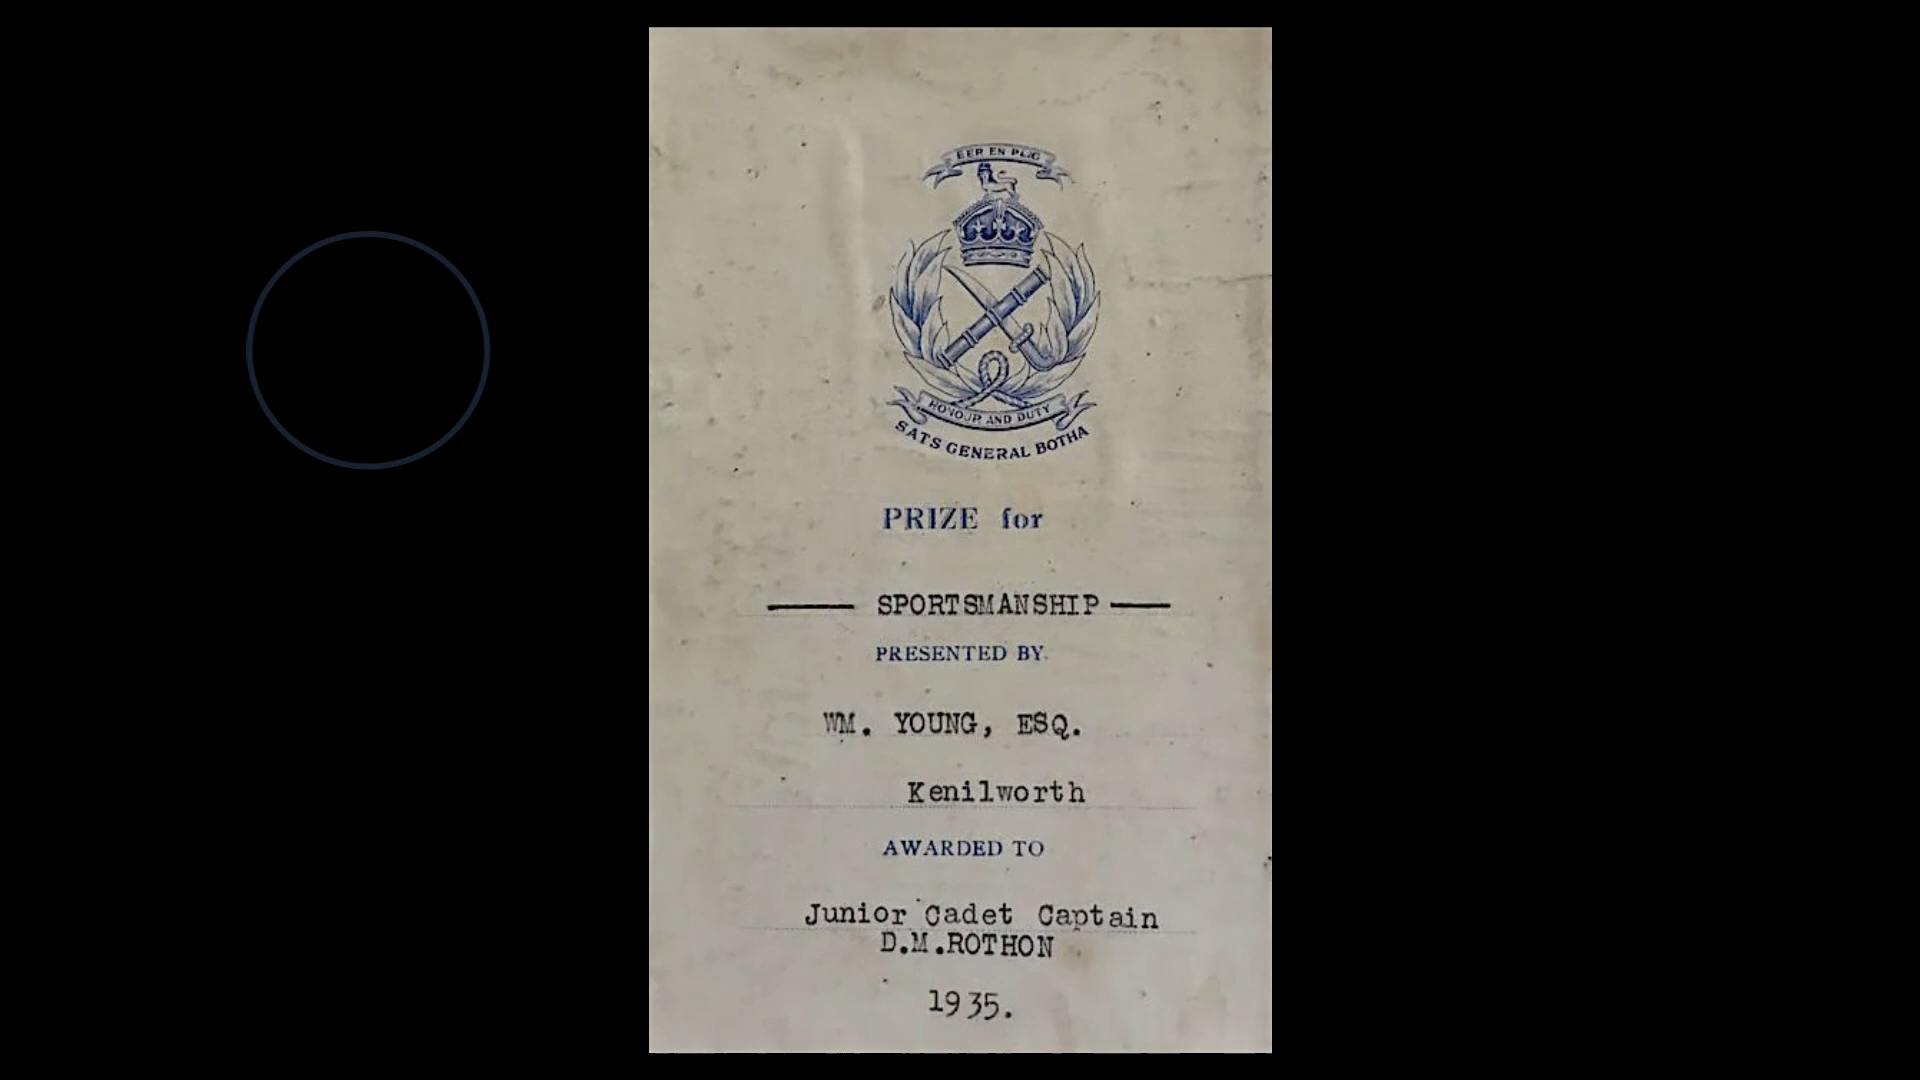 EER EN PLIG
HONOUR AND DUTY
SATS GENERAL BOTHA
PRIZE for
SPORTSMANSHIP
PRESENTED BY
WM. YOUNG, ESQ.
Kenilworth
AWARDED TO
Junior Cadet Captain
D.M.ROTHON
1935.